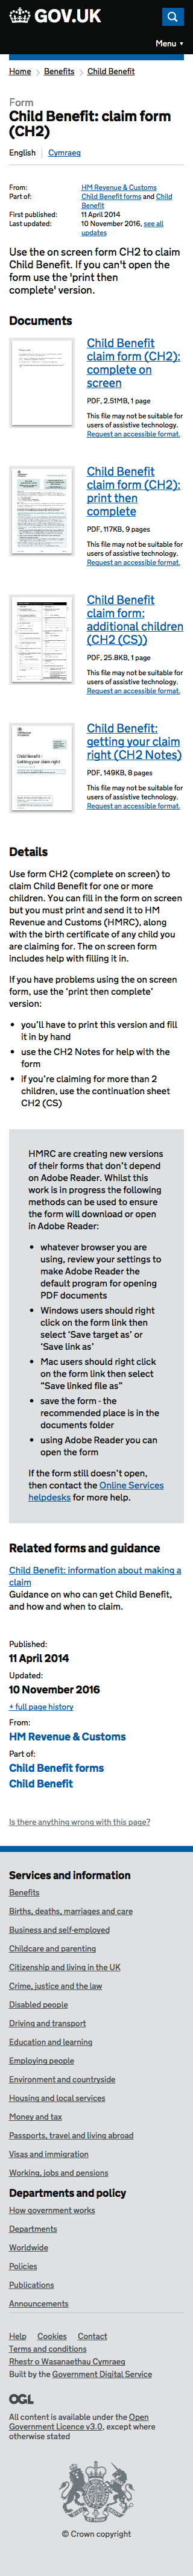 GOV.UK
Menu ▼
Home > Benefits > Child Benefit
Form
Child Benefit: claim form
(CH2)
English | Cymraeg
From: HM Revenue & Customs
Part of: Child Benefit forms and Child
Benefit
First published: 11 April 2014
Last updated: 10 November 2016, see all
updates
Use the on screen form CH2 to claim
Child Benefit. If you can't open the
form use the 'print then
complete' version.
Documents
Child Benefit
claim form (CH2):
complete on
screen
PDF, 2.51MB, 1 page
This file may not be suitable for
users of assistive technology.
Request an accessible format.
Child Benefit
claim form (CH2):
print then
complete
PDF, 117KB, 9 pages
This file may not be suitable for
users of assistive technology.
Request an accessible format.
Child Benefit
claim form:
additional children
(CH2 (CS))
PDF, 25.8KB, 1 page
This file may not be suitable for
users of assistive technology.
Request an accessible format.
Child Benefit:
getting your claim
right (CH2 Notes)
PDF, 149KB, 8 pages
This file may not be suitable for
users of assistive technology.
Request an accessible format.
Child Benefit -
Getting your claim right
Details
Use form CH2 (complete on screen) to
claim Child Benefit for one or more
children. You can fill in the form on screen
but you must print and send it to HM
Revenue and Customs (HMRC), along
with the birth certificate of any child you
are claiming for. The on screen form
includes help with filling it in.
If you have problems using the on screen
form, use the 'print then complete'
version:
• you'll have to print this version and fill
it in by hand
• use the CH2 Notes for help with the
form
• if you're claiming for more than 2
children, use the continuation sheet
CH2 (CS)
HMRC are creating new versions
of their forms that don't depend
on Adobe Reader. Whilst this
work is in progress the following
methods can be used to ensure
the form will download or open
in Adobe Reader:
• whatever browser you are
using, review your settings to
make Adobe Reader the
default program for opening
PDF documents
• Windows users should right
click on the form link then
select 'Save target as' or
'Save link as'
• Mac users should right click
on the form link then select
"Save linked file as"
• save the form - the
recommended place is in the
documents folder
• using Adobe Reader you can
open the form
If the form still doesn't open,
then contact the Online Services
helpdesk for more help.
Related forms and guidance
Child Benefit: information about making a
claim
Guidance on who can get Child Benefit,
and how and when to claim.
Published:
11 April 2014
Updated:
10 November 2016
+ full page history
From:
HM Revenue & Customs
Part of:
Child Benefit forms
Child Benefit
Is there anything wrong with this page?
Services and information
Benefits
Births, deaths, marriages and care
Business and self-employed
Childcare and parenting
Citizenship and living in the UK
Crime, justice and the law
Disabled people
Driving and transport
Education and learning
Employing people
Environment and countryside
Housing and local services
Money and tax
Passports, travel and living abroad
Visas and immigration
Working, jobs and pensions
Departments and policy
How government works
Departments
Worldwide
Policies
Publications
Announcements
Help Cookies Contact
Terms and conditions
Rhestr o Wasanaethau Cymraeg
Built by the Government Digital Service
OGL
All content is available under the Open
Government Licence v3.0, except where
otherwise stated
© Crown copyright